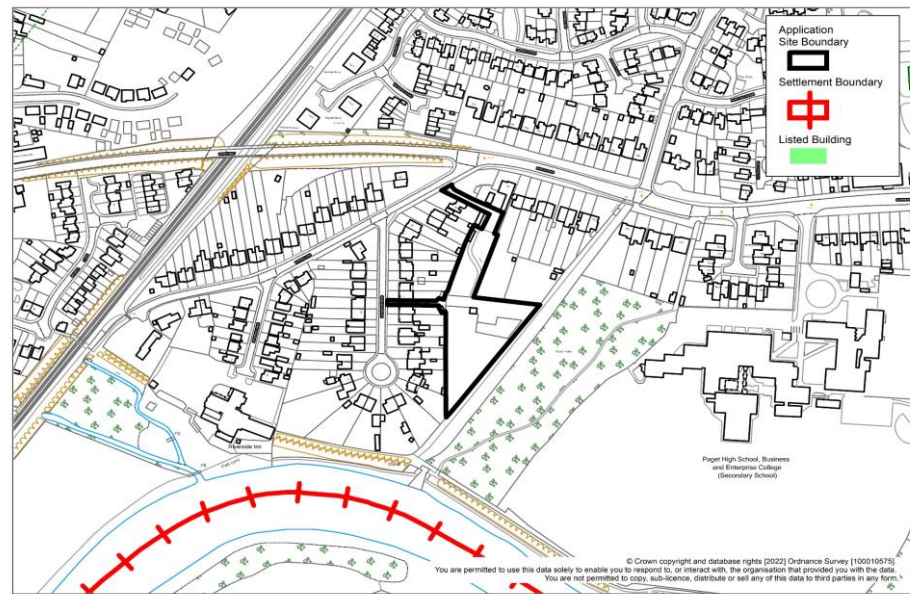 Application
Site Boundary
Settlement Boundary
Listed Building
Riverside Inn
Paget High School, Business
and Enterprise College
(Secondary School)
© Crown copyright and database rights [2022] Ordnance Survey [100010575].
You are permitted to use this data solely to enable you to respond to, or interact with, the organisation that provided you with the data.
You are not permitted to copy, sub-licence, distribute or sell any of this data to third parties in any form.